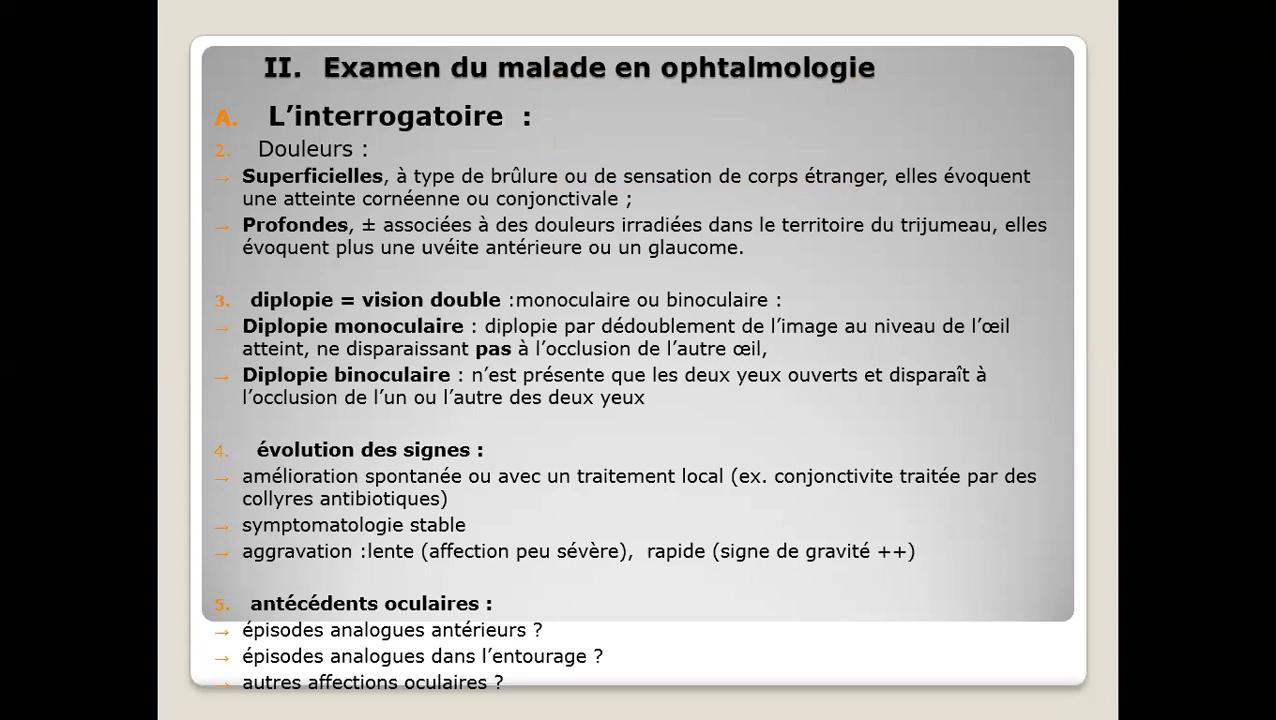 II. Examen du malade en ophtalmologie
A. L’interrogatoire :
2. Douleurs :
→ Superficielles, à type de brûlure ou de sensation de corps étranger, elles évoquent
une atteinte cornéenne ou conjonctivale ;
→ Profondes, ± associées à des douleurs irradiées dans le territoire du trijumeau, elles
évoquent plus une uvéite antérieure ou un glaucome.
3. diplopie = vision double :monoculaire ou binoculaire :
→ Diplopie monoculaire : diplopie par dédoublement de l’image au niveau de l’œil
atteint, ne disparaissant pas à l’occlusion de l’autre œil,
→ Diplopie binoculaire : n’est présente que les deux yeux ouverts et disparaît à
l’occlusion de l’un ou l’autre des deux yeux
4. évolution des signes :
→ amélioration spontanée ou avec un traitement local (ex. conjonctivite traitée par des
collyres antibiotiques)
→ symptomatologie stable
→ aggravation :lente (affection peu sévère), rapide (signe de gravité ++)
5. antécédents oculaires :
→ épisodes analogues antérieurs ?
→ épisodes analogues dans l’entourage ?
→ autres affections oculaires ?